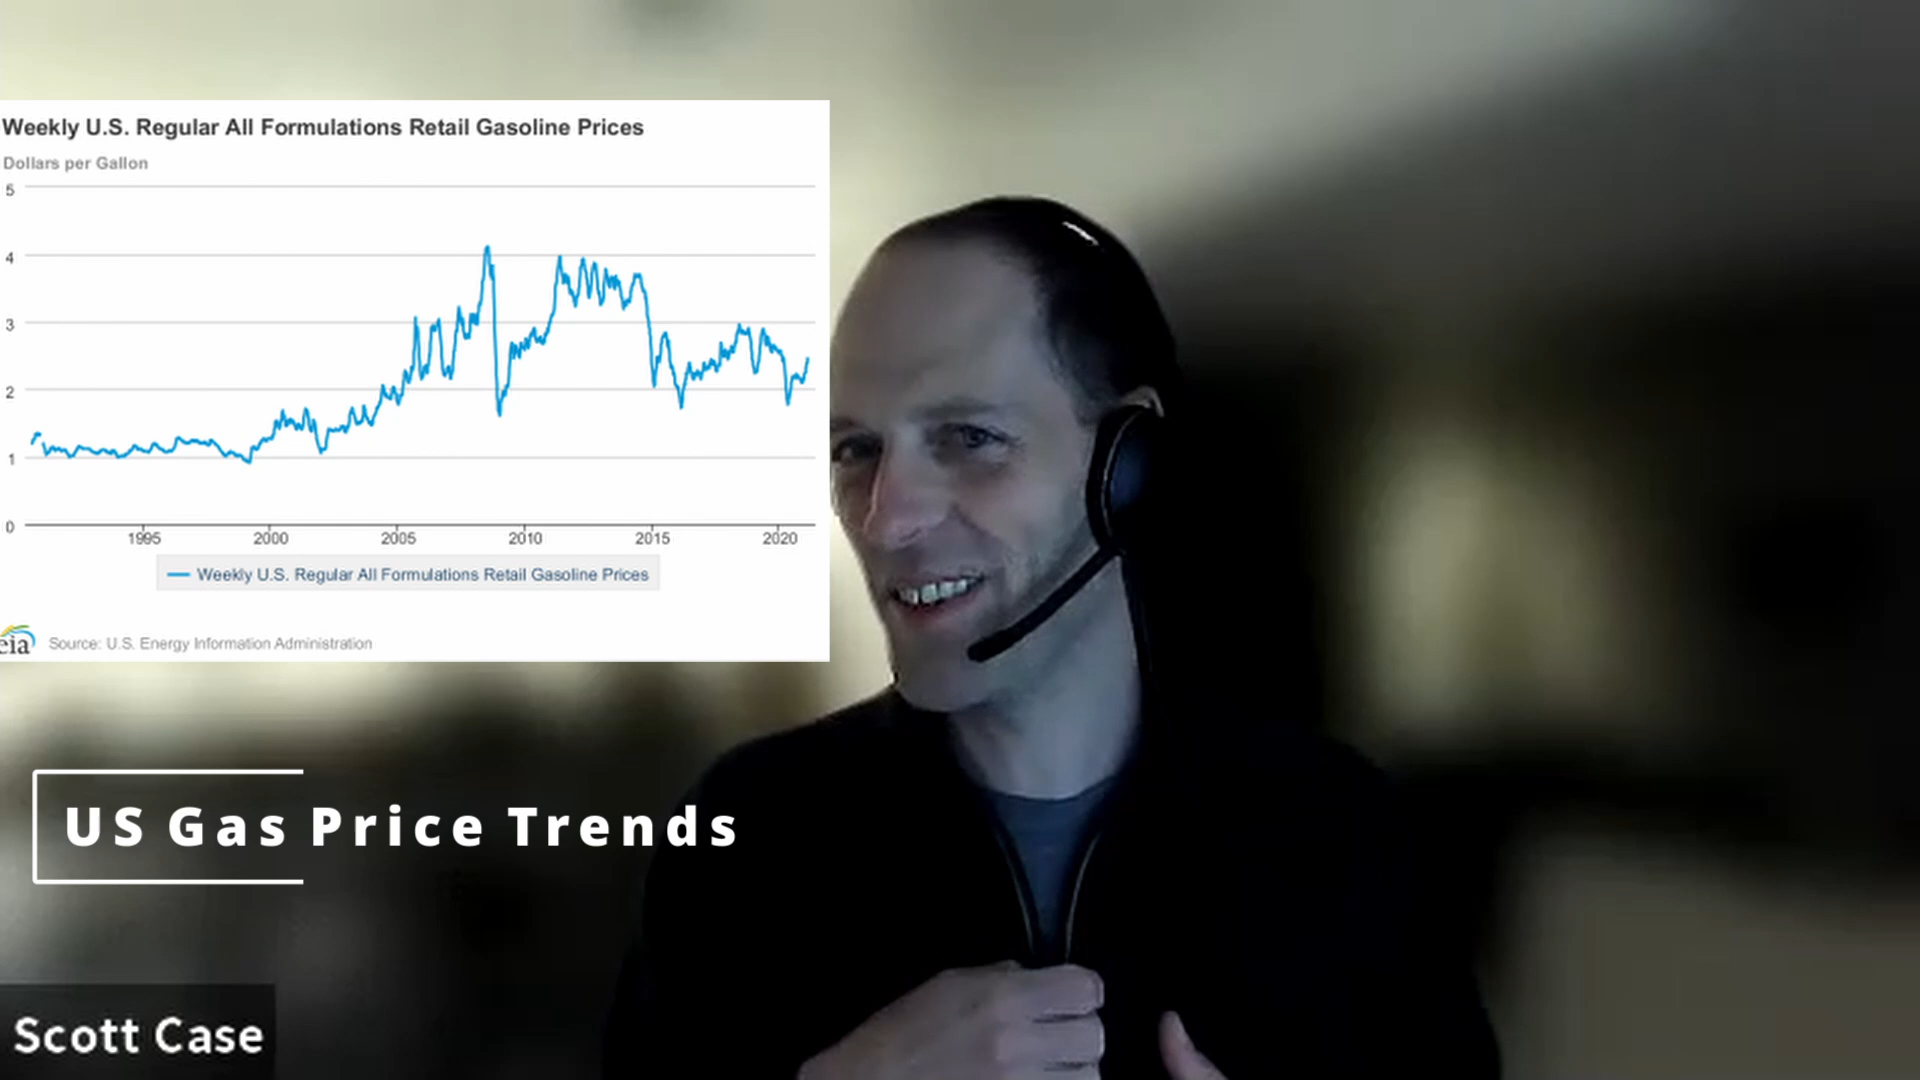 Weekly U.S. Regular All Formulations Retail Gasoline Prices
Dollars per Gallon
5
4
3
2
1
0
1995 2000 2005 2010 2015 2020
Weekly U.S. Regular All Formulations Retail Gasoline Prices
eia Source: U.S. Energy Information Administration
US Gas Price Trends
Scott Case